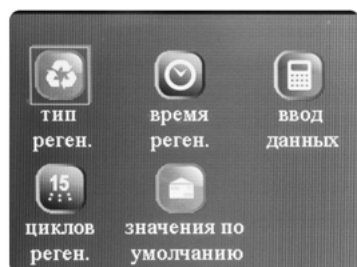 тип
реген.
время
реген.
ввод
данных
15
циклов
реген.
значения по
умолчанию